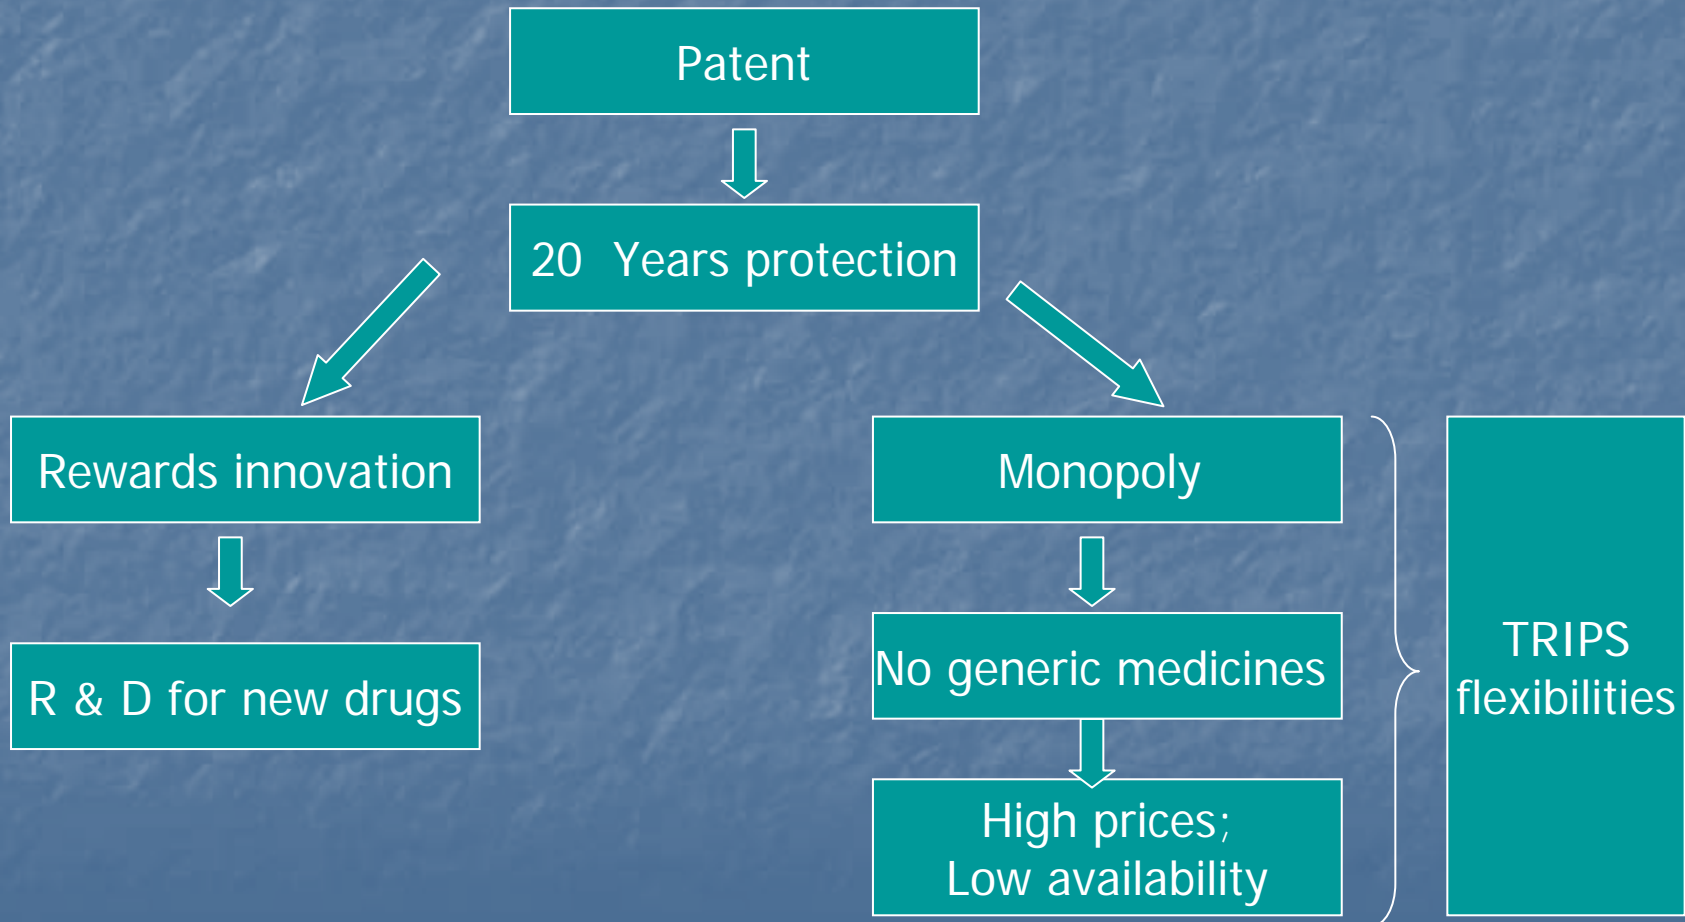 Patent
20 Years protection
Rewards innovation
R & D for new drugs
Monopoly
No generic medicines
High prices;
Low availability
TRIPS
flexibilities